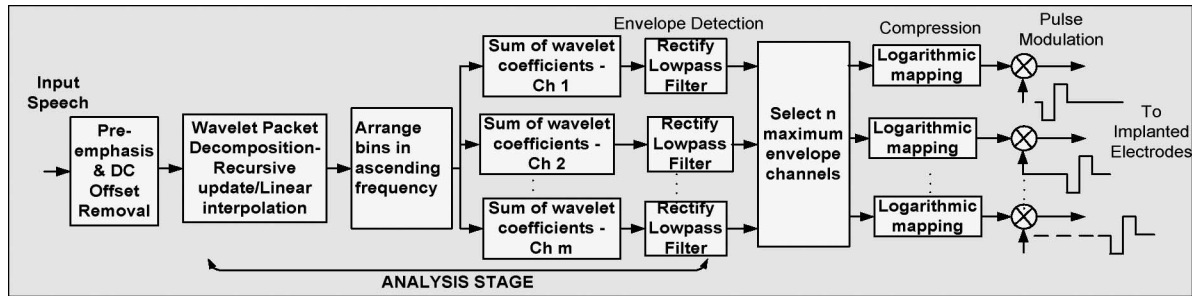 Input
Speech
Pre-
emphasis
& DC
Offset
Removal
Wavelet Packet
Decomposition-
Recursive
update/Linear
interpolation
Arrange
bins in
ascending
frequency
Sum of wavelet
coefficients -
Ch 1
Sum of wavelet
coefficients -
Ch 2
Sum of wavelet
coefficients -
Ch m
Envelope Detection
Rectify
Lowpass
Filter
Rectify
Lowpass
Filter
Rectify
Lowpass
Filter
Select n
maximum
envelope
channels
Compression
Logarithmic
mapping
Logarithmic
mapping
Logarithmic
mapping
Pulse
Modulation
To
Implanted
Electrodes
ANALYSIS STAGE